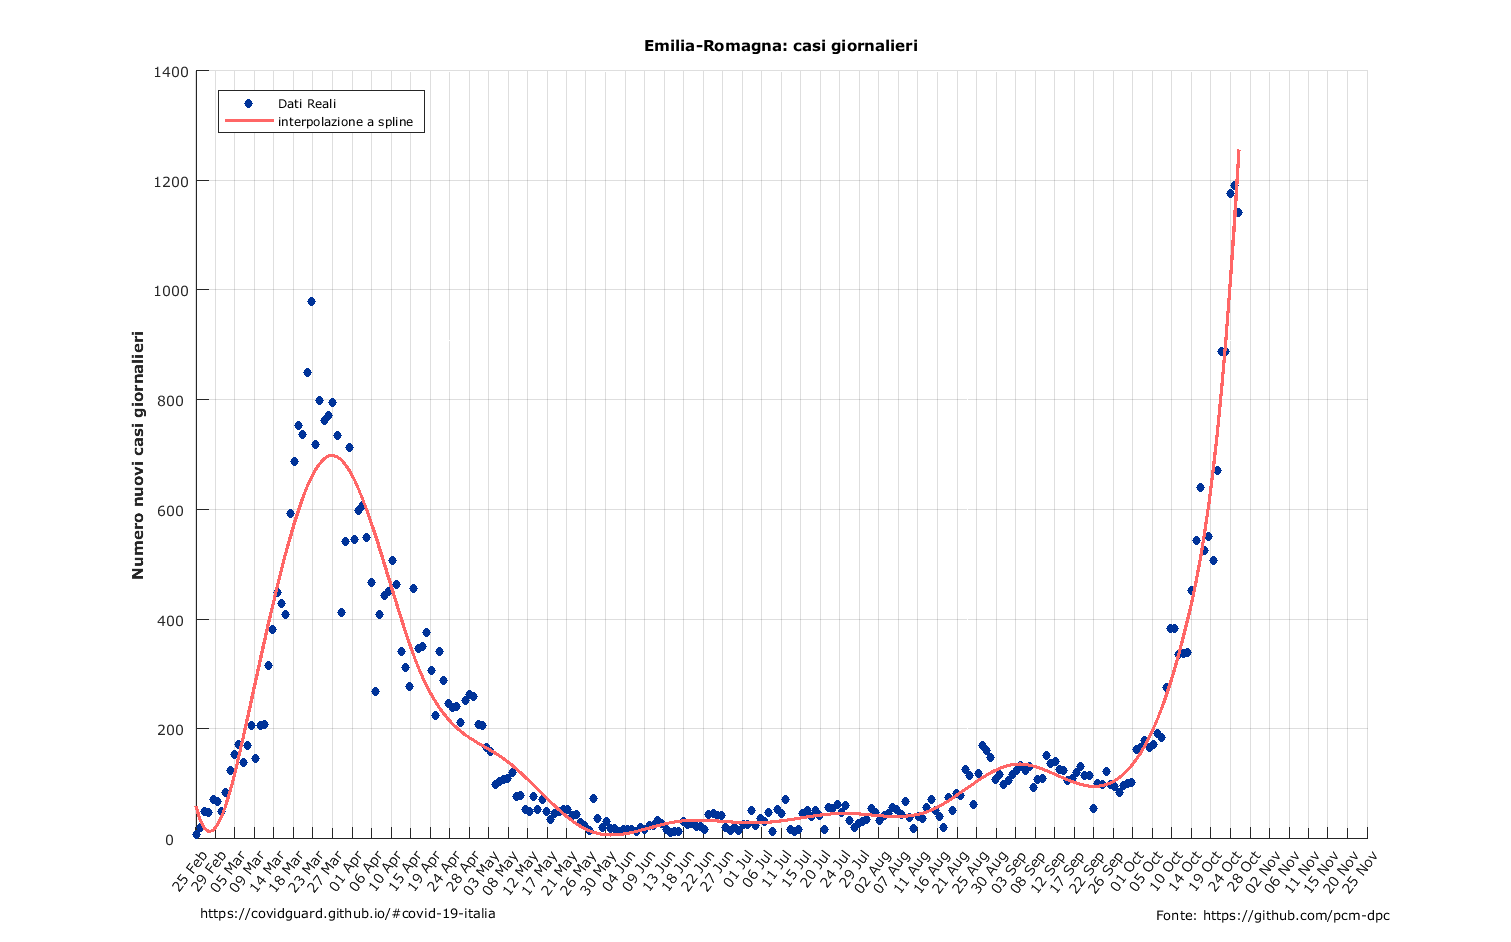 Emilia-Romagna: casi giornalieri
1400
1200
1000
800
600
400
200
0
Numero nuovi casi giornalieri
Dati Reali
interpolazione a spline
25 Feb
29 Feb
05 Mar
09 Mar
14 Mar
18 Mar
23 Mar
27 Mar
01 Apr
06 Apr
10 Apr
15 Apr
19 Apr
24 Apr
28 Apr
03 May
08 May
12 May
17 May
21 May
26 May
30 May
04 Jun
09 Jun
13 Jun
18 Jun
22 Jun
27 Jun
01 Jul
06 Jul
11 Jul
15 Jul
20 Jul
24 Jul
29 Jul
02 Aug
07 Aug
11 Aug
16 Aug
21 Aug
25 Aug
30 Aug
03 Sep
08 Sep
12 Sep
17 Sep
22 Sep
26 Sep
01 Oct
05 Oct
10 Oct
14 Oct
19 Oct
24 Oct
28 Oct
02 Nov
06 Nov
11 Nov
15 Nov
20 Nov
25 Nov
https://covidguard.github.io/#covid-19-italia
Fonte: https://github.com/pcm-dpc